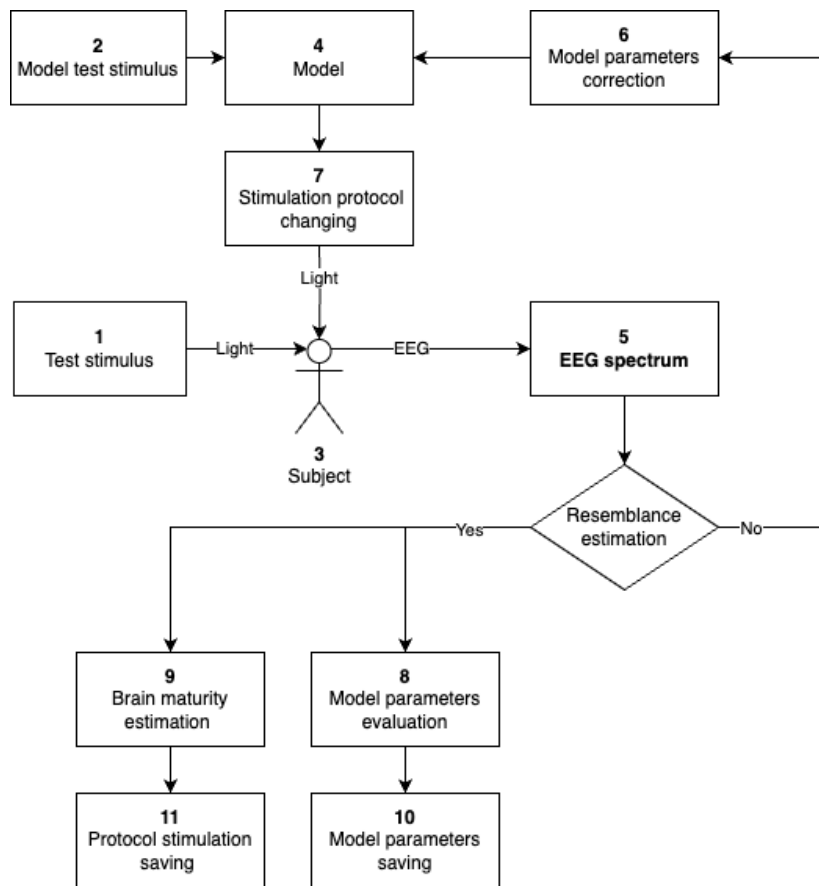 2
Model test stimulus
4
Model
6
Model parameters
correction
7
Stimulation protocol
changing
Light
1
Test stimulus
Light
EEG
5
EEG spectrum
3
Subject
Resemblance
estimation
Yes
No
9
Brain maturity
estimation
8
Model parameters
evaluation
11
Protocol stimulation
saving
10
Model parameters
saving